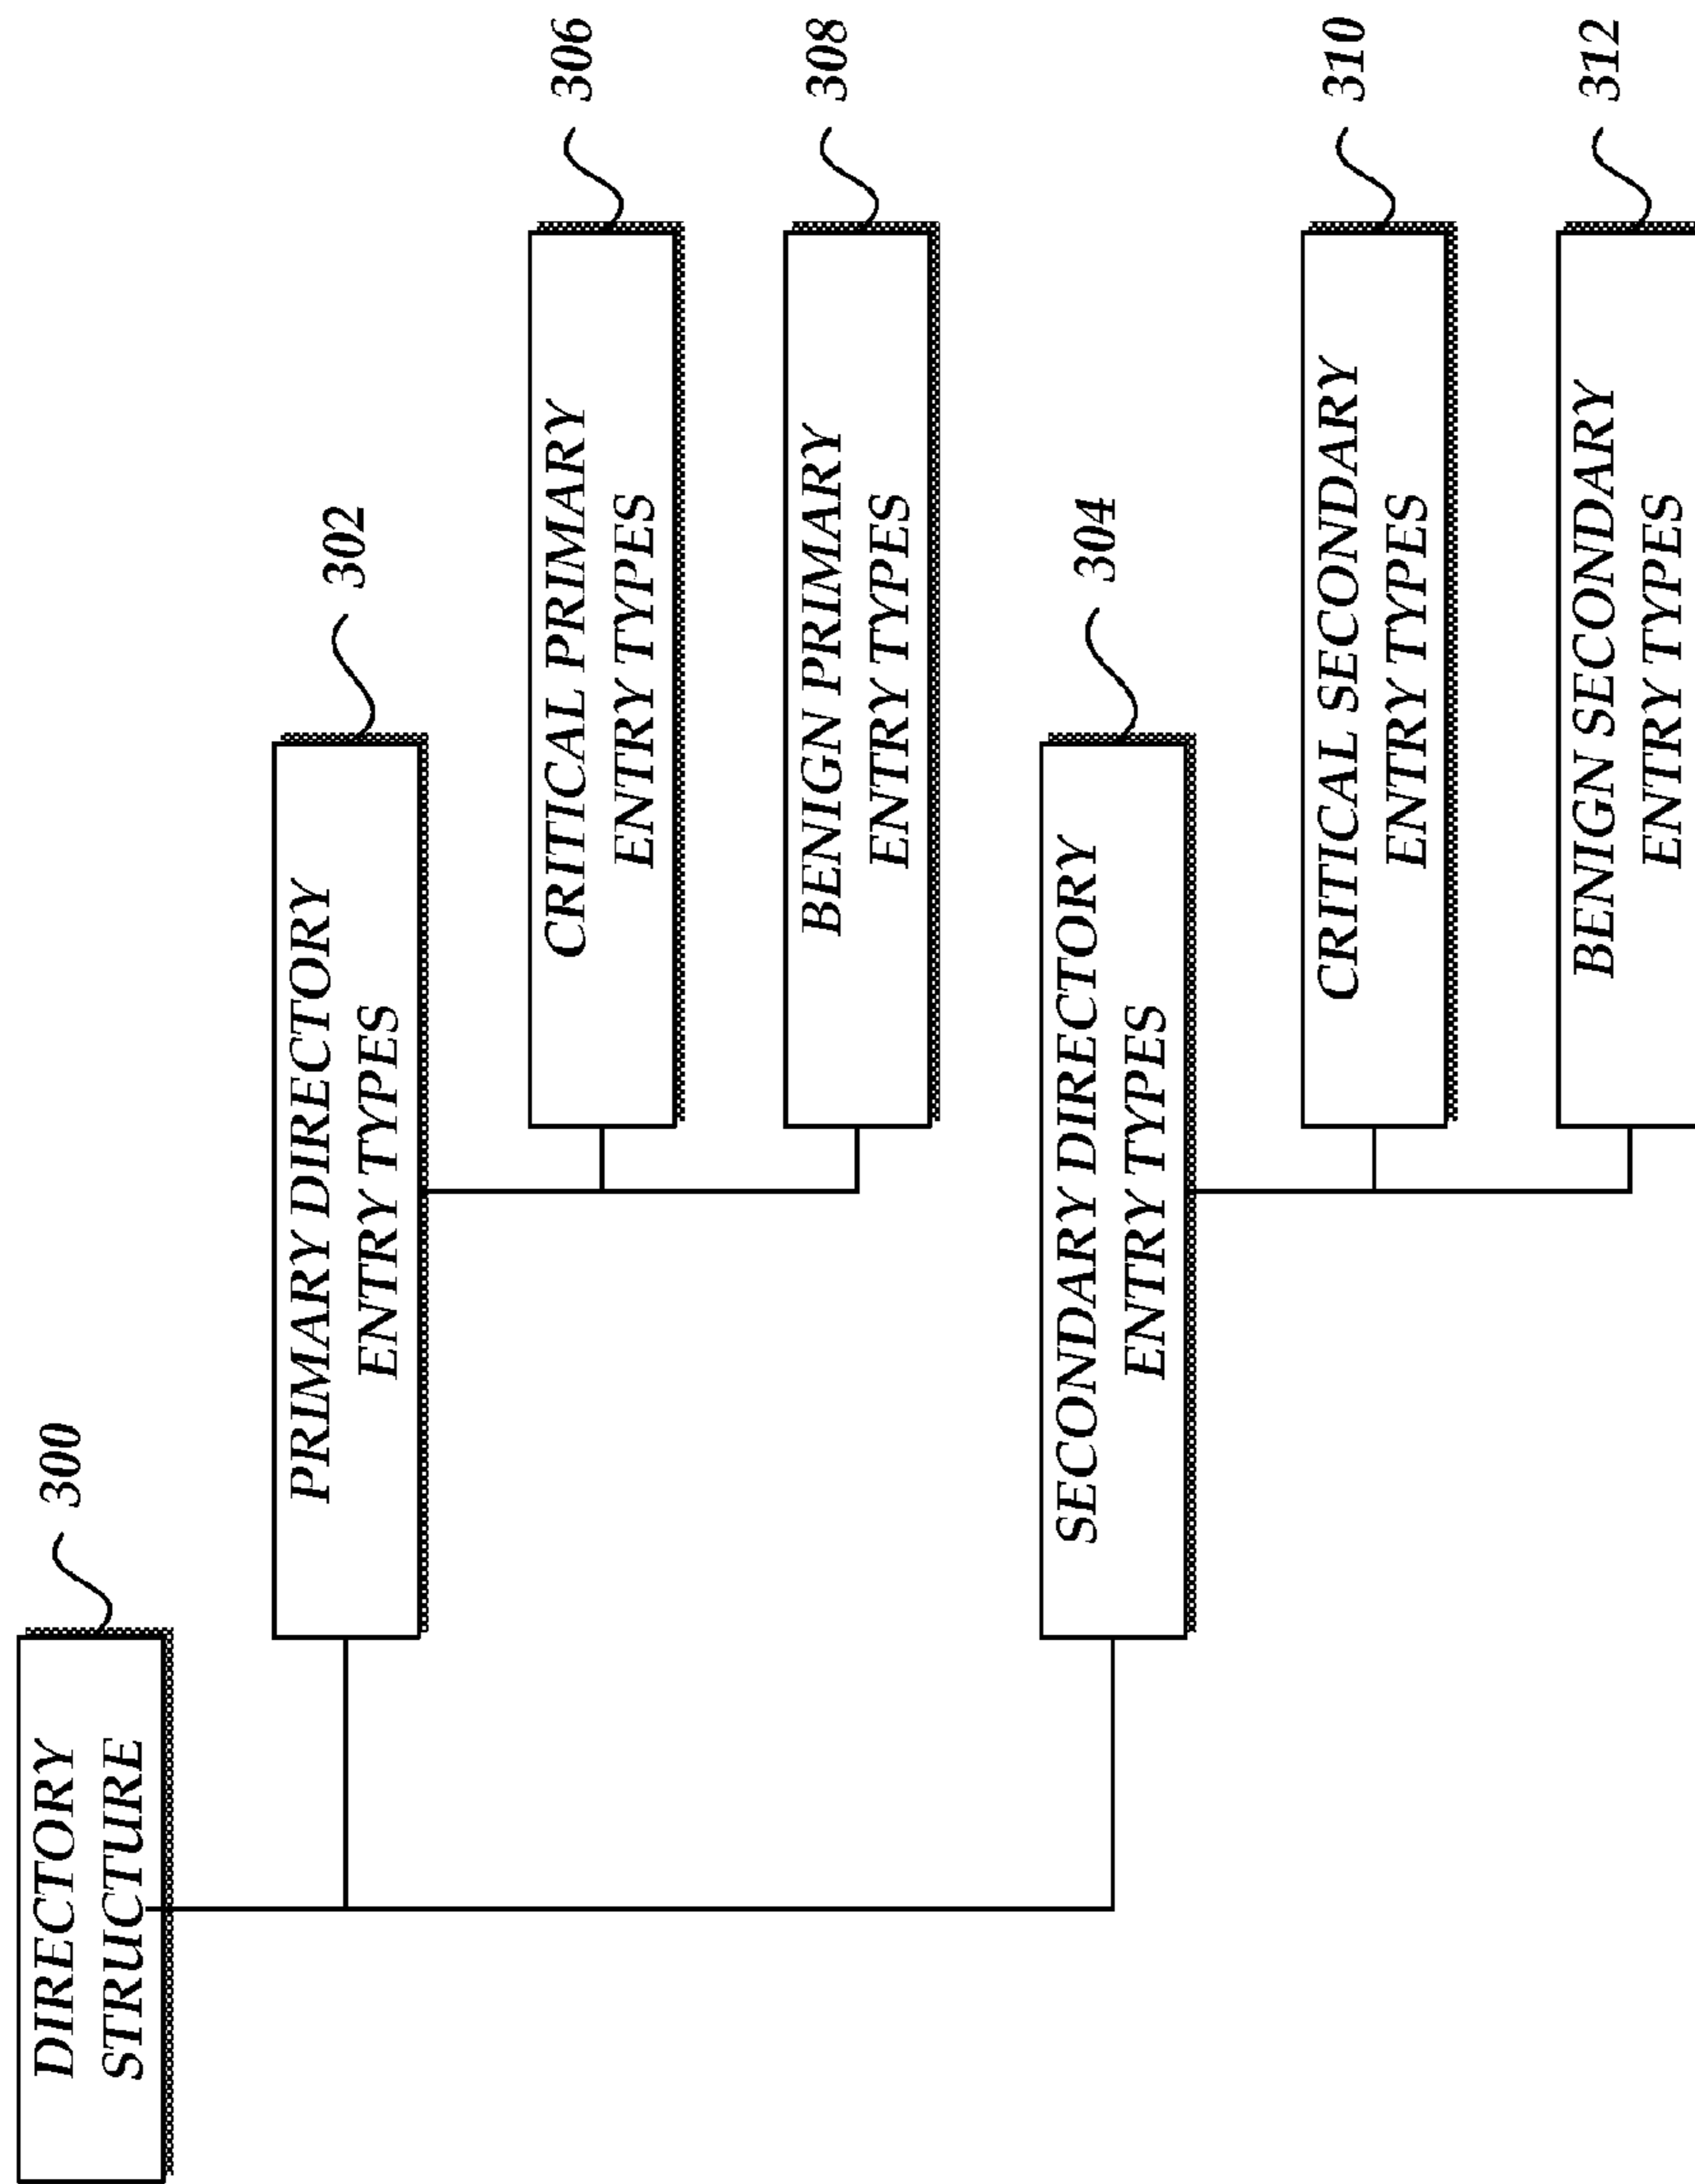 DIRECTORY
STRUCTURE
300
PRIMARY DIRECTORY
ENTRY TYPES
302
CRITICAL PRIMARY
ENTRY TYPES
306
BENIGN PRIMARY
ENTRY TYPES
308
SECONDARY DIRECTORY
ENTRY TYPES
304
CRITICAL SECONDARY
ENTRY TYPES
310
BENIGN SECONDARY
ENTRY TYPES
312